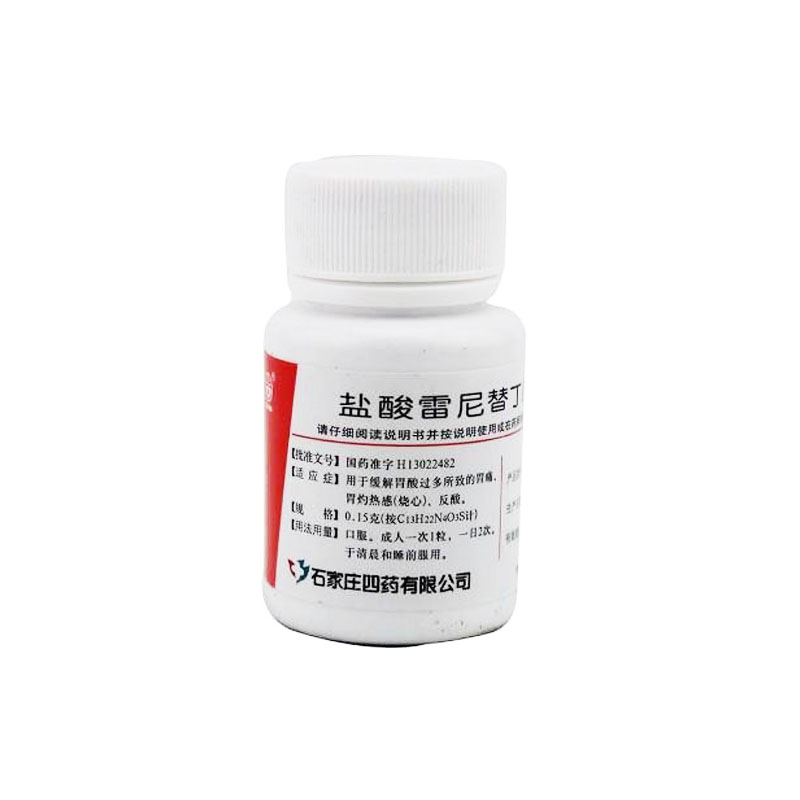 盐酸雷尼替丁
请仔细阅读说明书并按说明使用或在药
【批准文号】国药准字H13022482
【适应症】用于缓解胃酸过多所致的胃痛、
胃灼热感(烧心)、反酸。
【规格】0.15克(按C13H22N4O3S计)
【用法用量】口服。成人一次1粒，一日2次，
于清晨和睡前服用。
石家庄四药有限公司